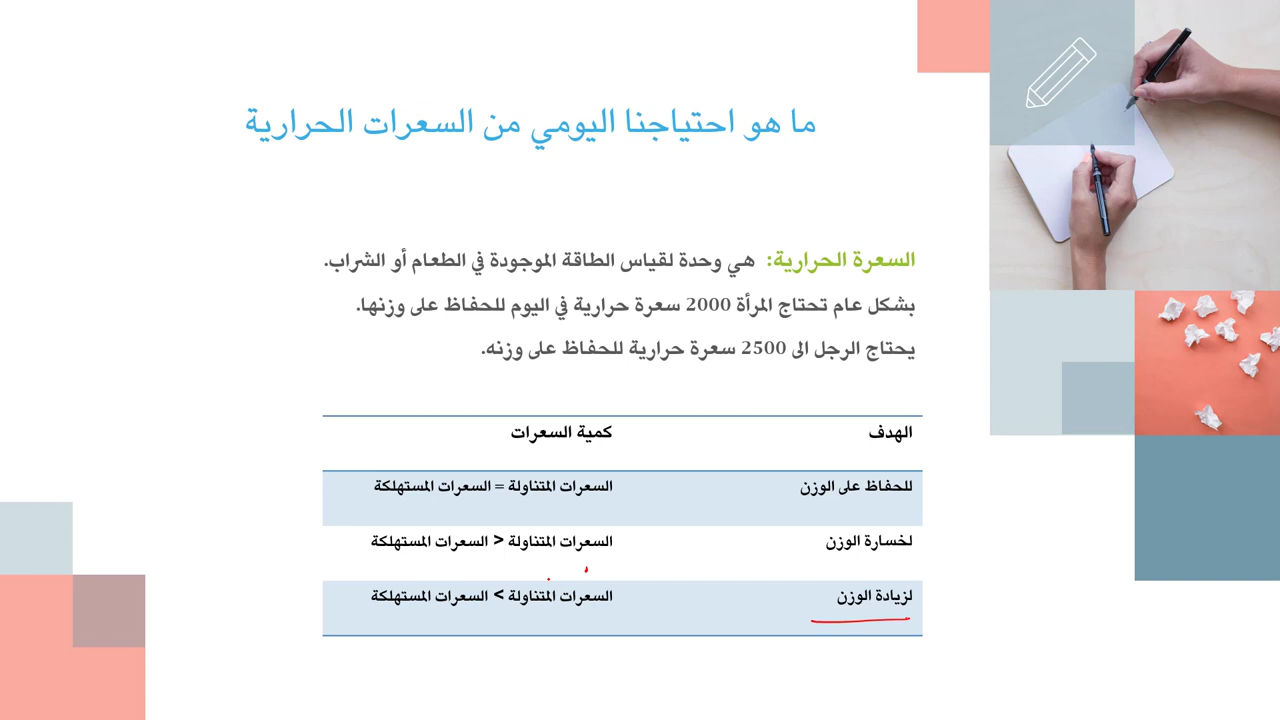 ما هو احتياجنا اليومي من السعرات الحرارية
السعرة الحرارية: هي وحدة لقياس الطاقة الموجودة في الطعام أو الشراب.
بشكل عام تحتاج المرأة 2000 سعرة حرارية في اليوم للحفاظ على وزنها.
يحتاج الرجل الى 2500 سعرة حرارية للحفاظ على وزنه.
الهدف كمية السعرات
للحفاظ على الوزن السعرات المتناولة = السعرات المستهلكة
لخسارة الوزن السعرات المتناولة < السعرات المستهلكة
لزيادة الوزن السعرات المتناولة > السعرات المستهلكة